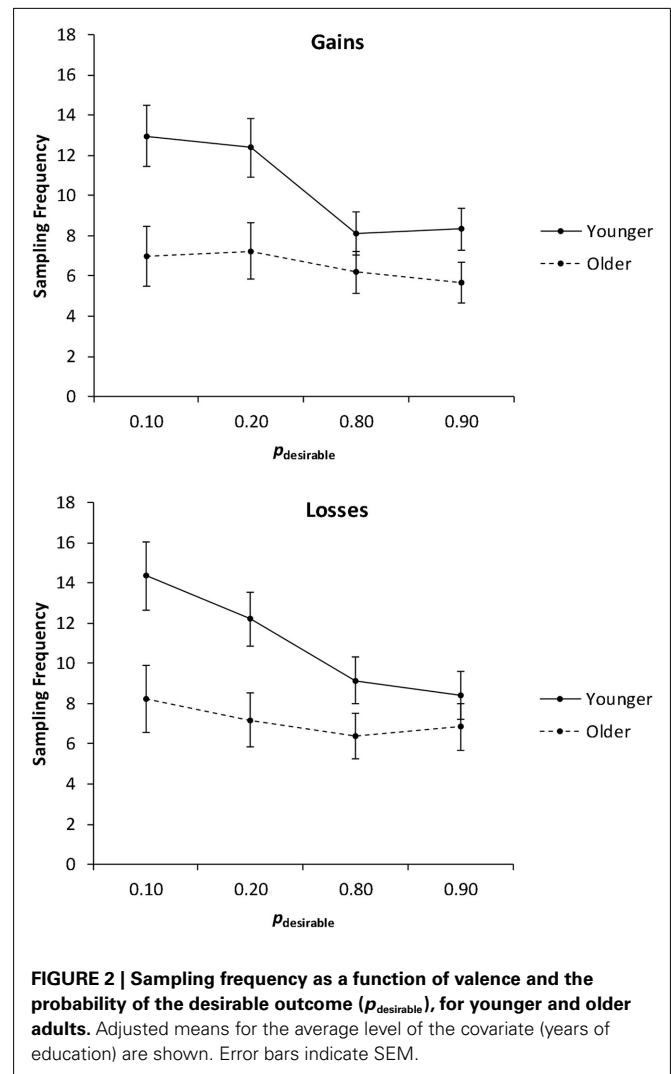 Gains
18
16
14
12
10
8
6
4
2
0
Sampling Frequency
0.10 0.20 0.80 0.90
pdesirable
Younger
Older
Losses
18
16
14
12
10
8
6
4
2
0
Sampling Frequency
0.10 0.20 0.80 0.90
pdesirable
Younger
Older
FIGURE 2 | Sampling frequency as a function of valence and the
probability of the desirable outcome (pdesirable), for younger and older
adults. Adjusted means for the average level of the covariate (years of
education) are shown. Error bars indicate SEM.